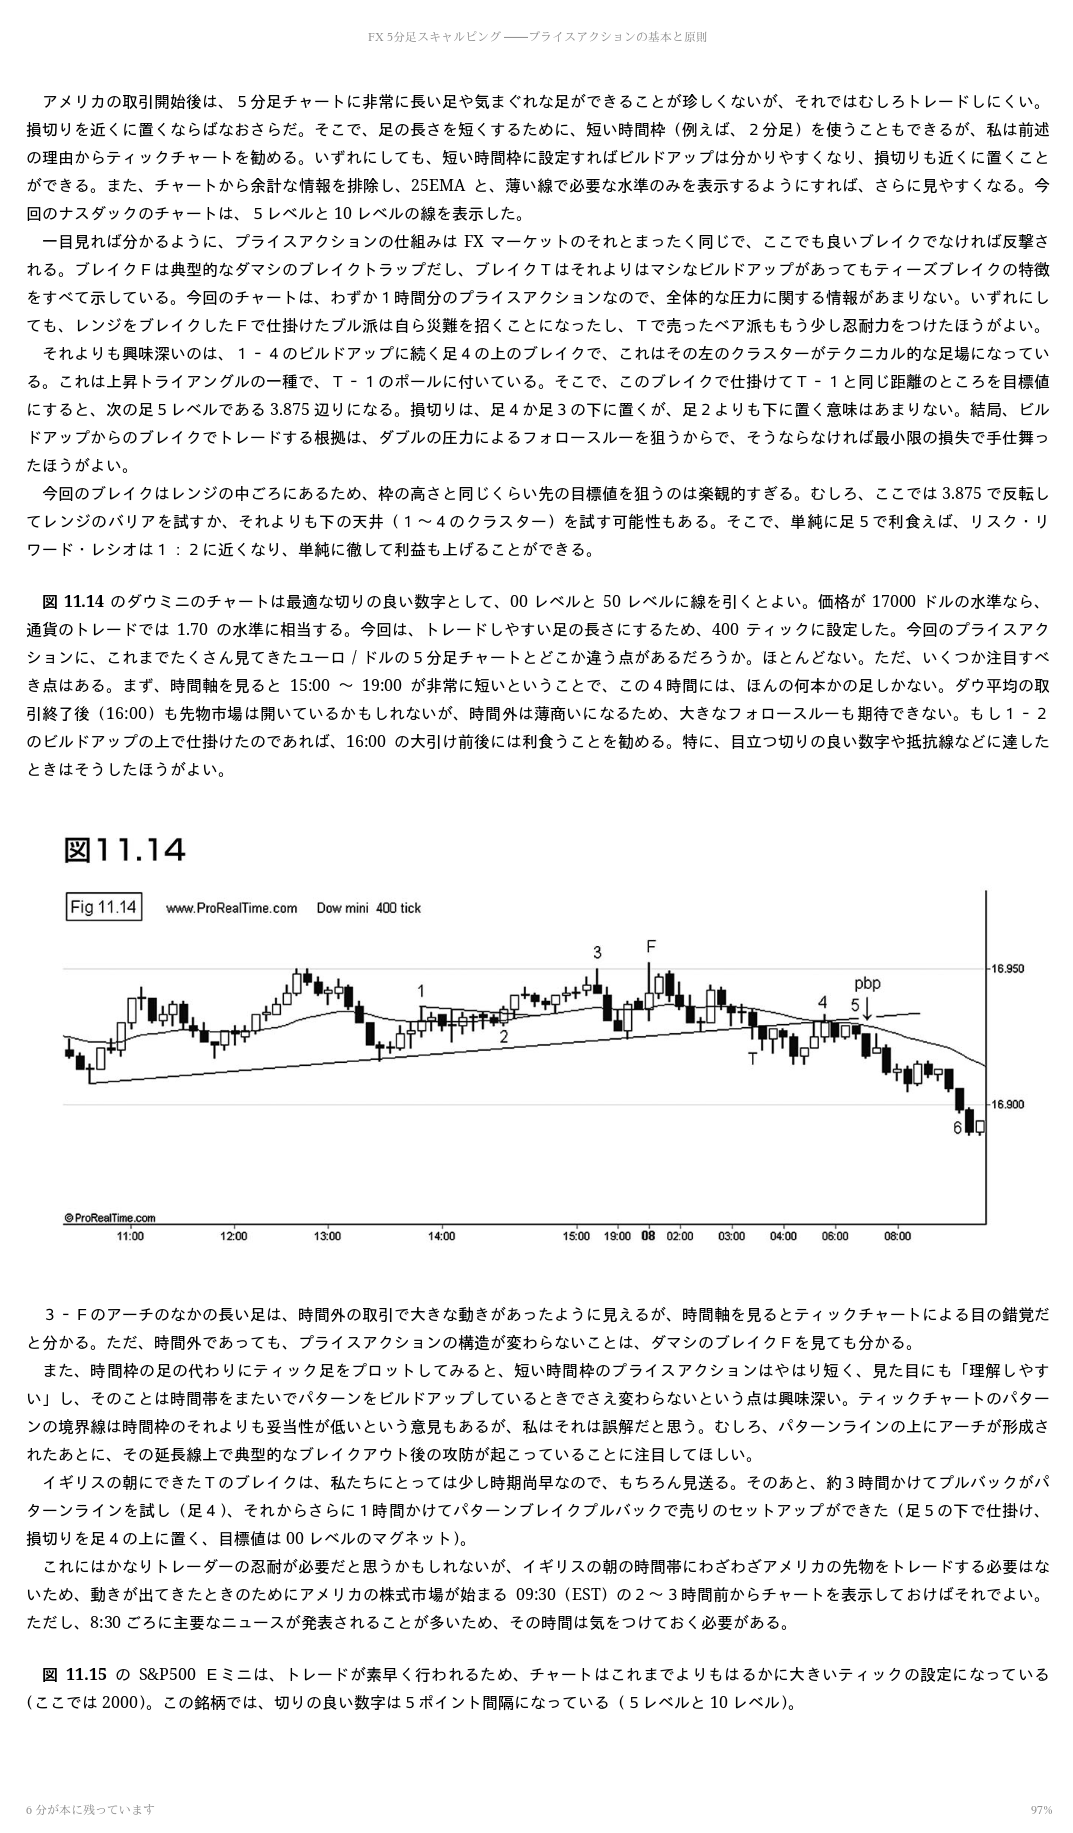 FX 5分足スキャルピング ――プライスアクションの基本と原則
アメリカの取引開始後は、５分足チャートに非常に長い足や気まぐれな足ができることが珍しくないが、それではむしろトレードしにくい。
損切りを近くに置くならばなおさらだ。そこで、足の長さを短くするために、短い時間枠（例えば、２分足）を使うこともできるが、私は前述
の理由からティックチャートを勧める。いずれにしても、短い時間枠に設定すればビルドアップは分かりやすくなり、損切りも近くに置くこと
ができる。また、チャートから余計な情報を排除し、25EMA と、薄い線で必要な水準のみを表示するようにすれば、さらに見やすくなる。今
回のナスダックのチャートは、５レベルと 10 レベルの線を表示した。
一目見れば分かるように、プライスアクションの仕組みは FX マーケットのそれとまったく同じで、ここでも良いブレイクでなければ反撃さ
れる。ブレイクＦは典型的なダマシのブレイクトラップだし、ブレイクＴはそれよりはマシなビルドアップがあってもティーズブレイクの特徴
をすべて示している。今回のチャートは、わずか１時間分のプライスアクションなので、全体的な圧力に関する情報があまりない。いずれにし
ても、レンジをブレイクしたＦで仕掛けたブル派は自ら災難を招くことになったし、Ｔで売ったベア派ももう少し忍耐力をつけたほうがよい。
それよりも興味深いのは、１‐４のビルドアップに続く足４の上のブレイクで、これはその左のクラスターがテクニカル的な足場になってい
る。これは上昇トライアングルの一種で、Ｔ‐１のポールに付いている。そこで、このブレイクで仕掛けてＴ‐１と同じ距離のところを目標値
にすると、次の足５レベルである 3.875 辺りになる。損切りは、足４か足３の下に置くが、足２よりも下に置く意味はあまりない。結局、ビル
ドアップからのブレイクでトレードする根拠は、ダブルの圧力によるフォロースルーを狙うからで、そうならなければ最小限の損失で手仕舞っ
たほうがよい。
今回のブレイクはレンジの中ごろにあるため、枠の高さと同じくらい先の目標値を狙うのは楽観的すぎる。むしろ、ここでは 3.875 で反転し
てレンジのバリアを試すか、それよりも下の天井（１～４のクラスター）を試す可能性もある。そこで、単純に足５で利食えば、リスク・リ
ワード・レシオは１：２に近くなり、単純に徹して利益も上げることができる。
図 11.14 のダウミニのチャートは最適な切りの良い数字として、00 レベルと 50 レベルに線を引くとよい。価格が 17000 ドルの水準なら、
通貨のトレードでは 1.70 の水準に相当する。今回は、トレードしやすい足の長さにするため、400 ティックに設定した。今回のプライスアク
ションに、これまでたくさん見てきたユーロ / ドルの５分足チャートとどこか違う点があるだろうか。ほとんどない。ただ、いくつか注目すべ
き点はある。まず、時間軸を見ると 15:00 ～ 19:00 が非常に短いということで、この４時間には、ほんの何本かの足しかない。ダウ平均の取
引終了後（16:00）も先物市場は開いているかもしれないが、時間外は薄商いになるため、大きなフォロースルーも期待できない。もし１‐２
のビルドアップの上で仕掛けたのであれば、16:00 の大引け前後には利食うことを勧める。特に、目立つ切りの良い数字や抵抗線などに達した
ときはそうしたほうがよい。
図11.14
Fig 11.14 www.ProRealTime.com Dow mini 400 tick
3 F
16.950
pbp
1 4 5
2
T
16.900
6
©ProRealTime.com
11:00 12:00 13:00 14:00 15:00 19:00 08 02:00 03:00 04:00 06:00 08:00
３‐Ｆのアーチのなかの長い足は、時間外の取引で大きな動きがあったように見えるが、時間軸を見るとティックチャートによる目の錯覚だ
と分かる。ただ、時間外であっても、プライスアクションの構造が変わらないことは、ダマシのブレイクＦを見ても分かる。
また、時間枠の足の代わりにティック足をプロットしてみると、短い時間枠のプライスアクションはやはり短く、見た目にも「理解しやす
い」し、そのことは時間帯をまたいでパターンをビルドアップしているときでさえ変わらないという点は興味深い。ティックチャートのパター
ンの境界線は時間枠のそれよりも妥当性が低いという意見もあるが、私はそれは誤解だと思う。むしろ、パターンラインの上にアーチが形成さ
れたあとに、その延長線上で典型的なブレイクアウト後の攻防が起こっていることに注目してほしい。
イギリスの朝にできたＴのブレイクは、私たちにとっては少し時期尚早なので、もちろん見送る。そのあと、約３時間かけてプルバックがパ
ターンラインを試し（足４）、それからさらに１時間かけてパターンブレイクプルバックで売りのセットアップができた（足５の下で仕掛け、
損切りを足４の上に置く、目標値は 00 レベルのマグネット）。
これにはかなりトレーダーの忍耐が必要だと思うかもしれないが、イギリスの朝の時間帯にわざわざアメリカの先物をトレードする必要はな
いため、動きが出てきたときのためにアメリカの株式市場が始まる 09:30（EST）の２～３時間前からチャートを表示しておけばそれでよい。
ただし、8:30 ごろに主要なニュースが発表されることが多いため、その時間は気をつけておく必要がある。
図 11.15 の S&P500 Ｅミニは、トレードが素早く行われるため、チャートはこれまでよりもはるかに大きいティックの設定になっている
（ここでは 2000）。この銘柄では、切りの良い数字は５ポイント間隔になっている（５レベルと 10 レベル）。
6 分が本に残っています 97%